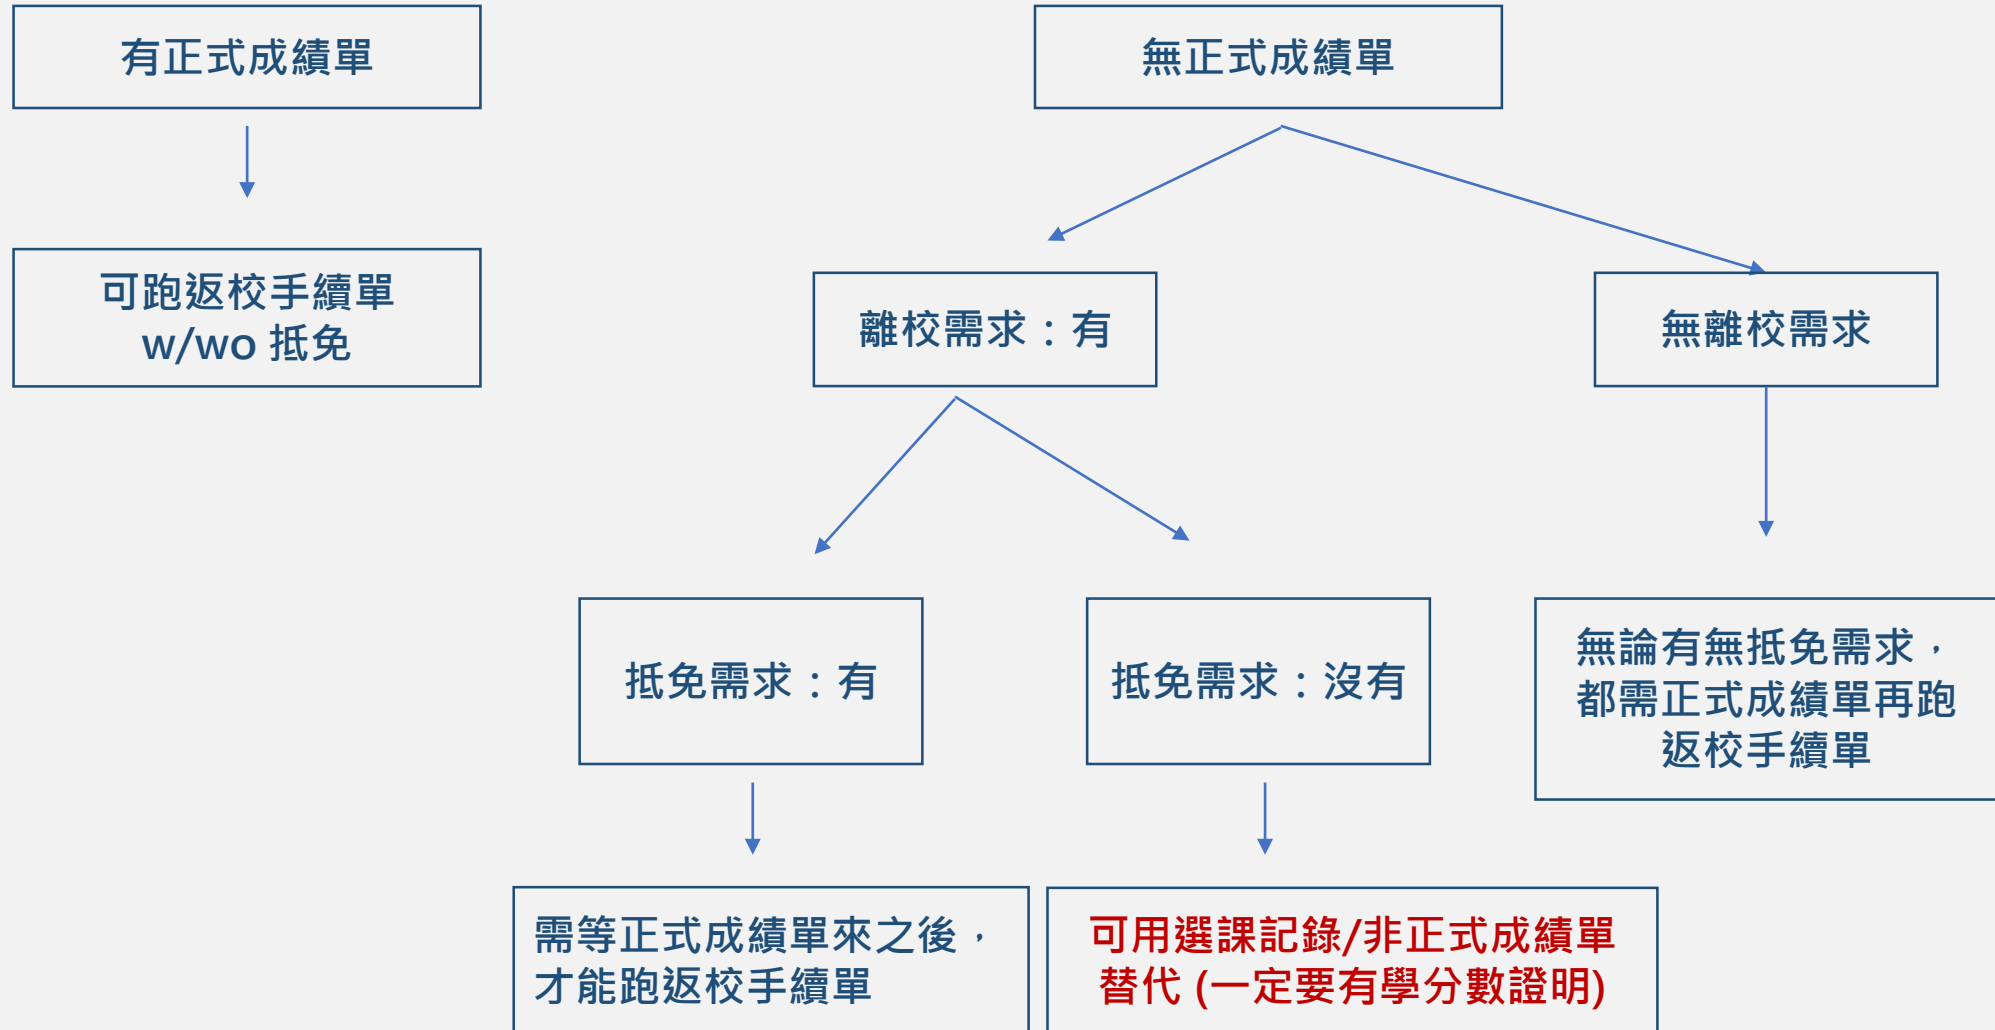 有正式成績單
無正式成績單
可跑返校手續單
w/wo 抵免
離校需求：有
無離校需求
抵免需求：有
抵免需求：沒有
無論有無抵免需求，
都需正式成績單再跑
返校手續單
需等正式成績單來之後，
才能跑返校手續單
可用選課記錄/非正式成績單
替代 (一定要有學分數證明)